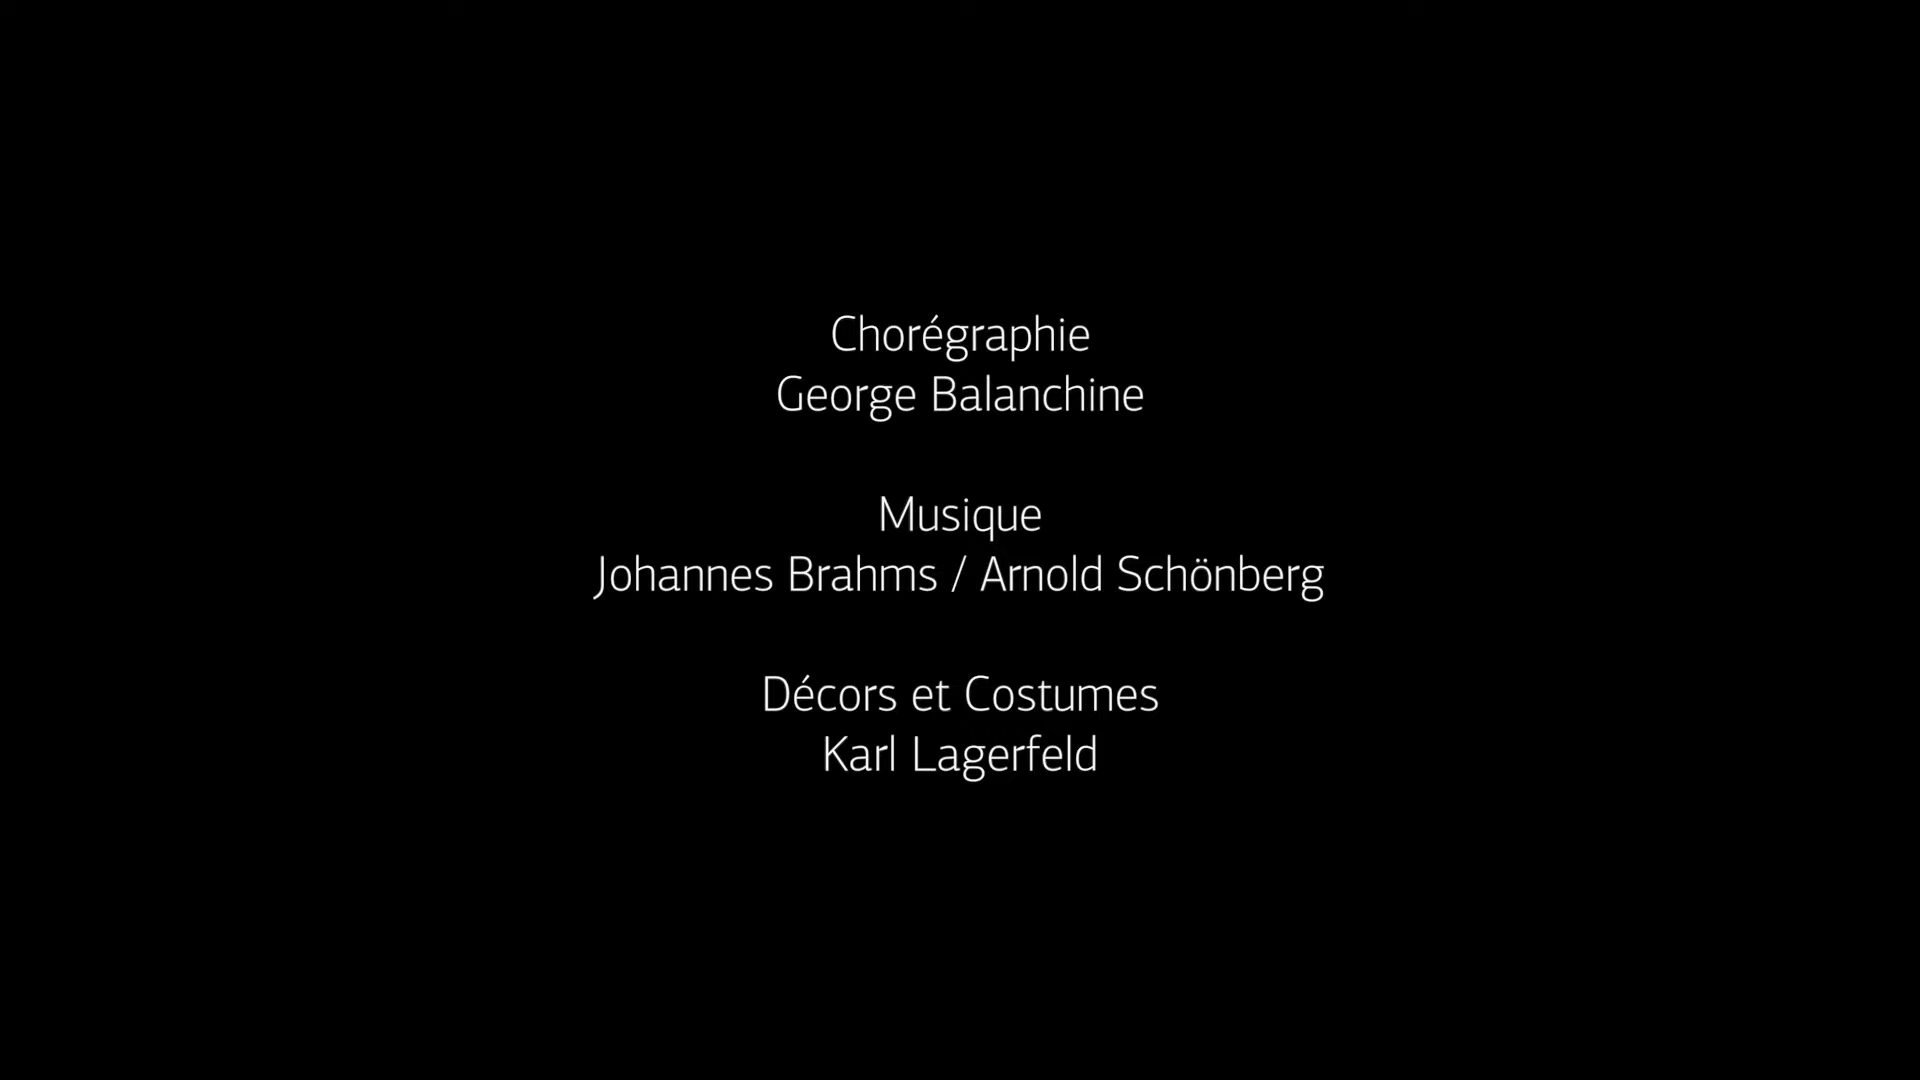 Chorégraphie
George Balanchine
Musique
Johannes Brahms / Arnold Schönberg
Décors et Costumes
Karl Lagerfeld